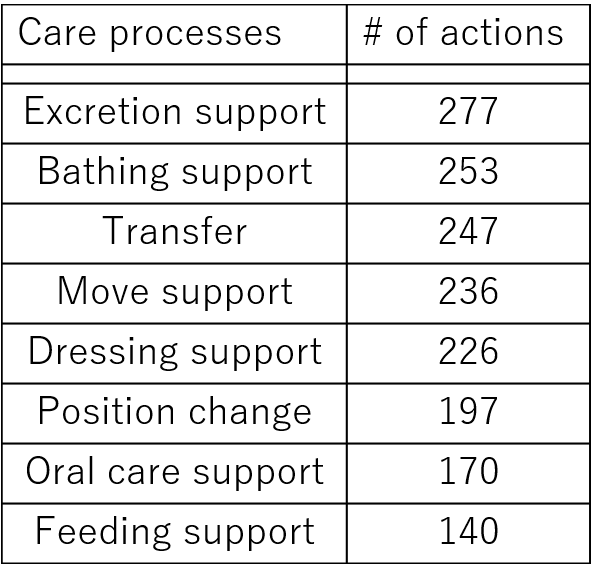 Care processes # of actions
Excretion support 277
Bathing support 253
Transfer 247
Move support 236
Dressing support 226
Position change 197
Oral care support 170
Feeding support 140